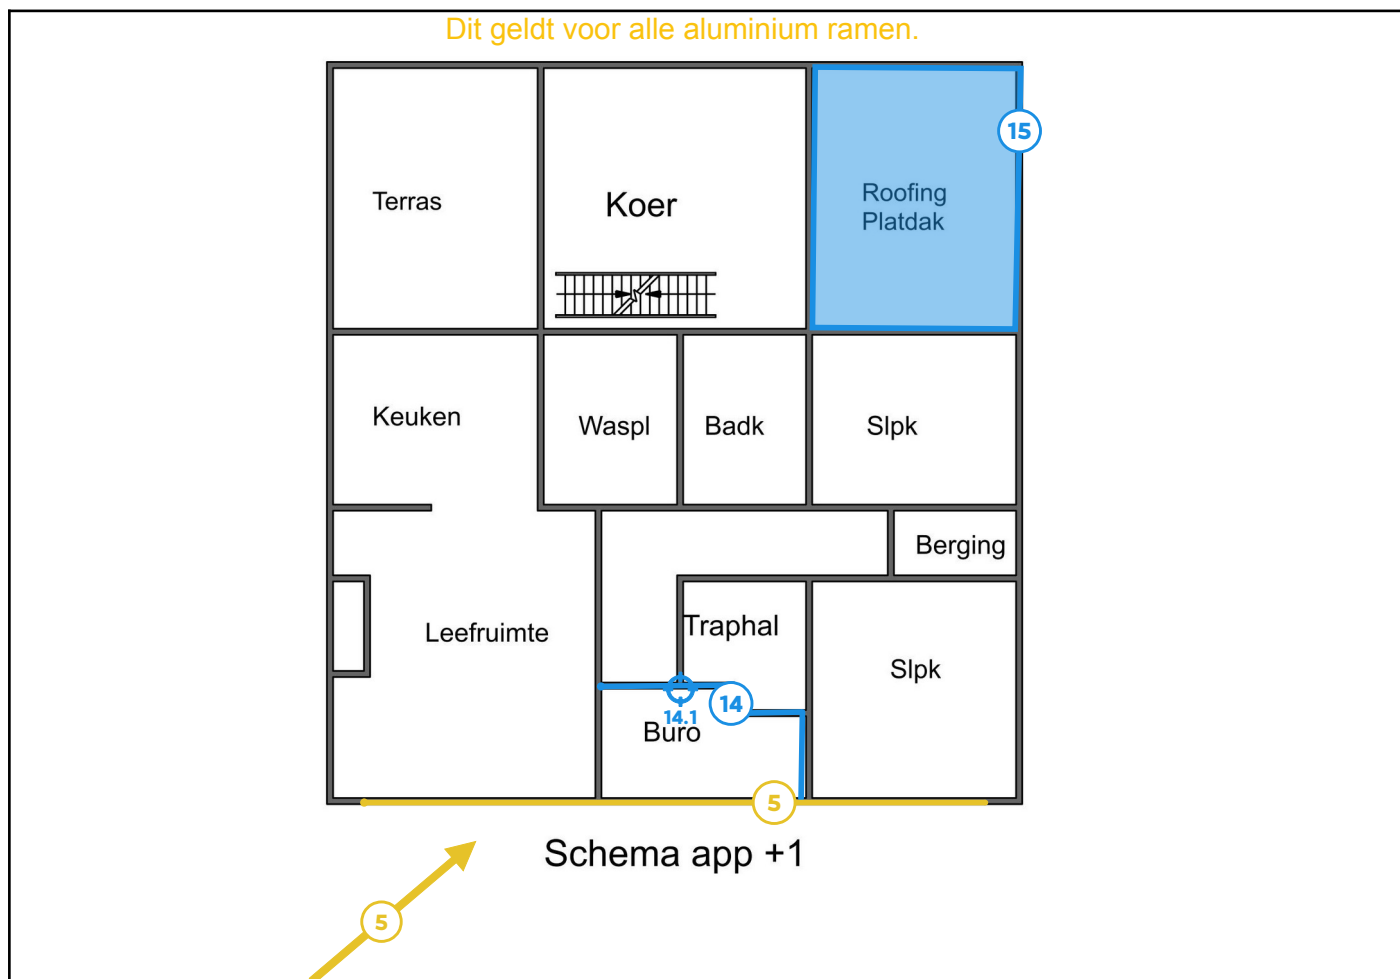 Dit geldt voor alle aluminium ramen.
15
Terras
Koer
Roofing
Platdak
Keuken
Waspl
Badk
Slpk
Berging
Leefruimte
Traphal
Slpk
14
14.1
Buro
5
Schema app +1
5